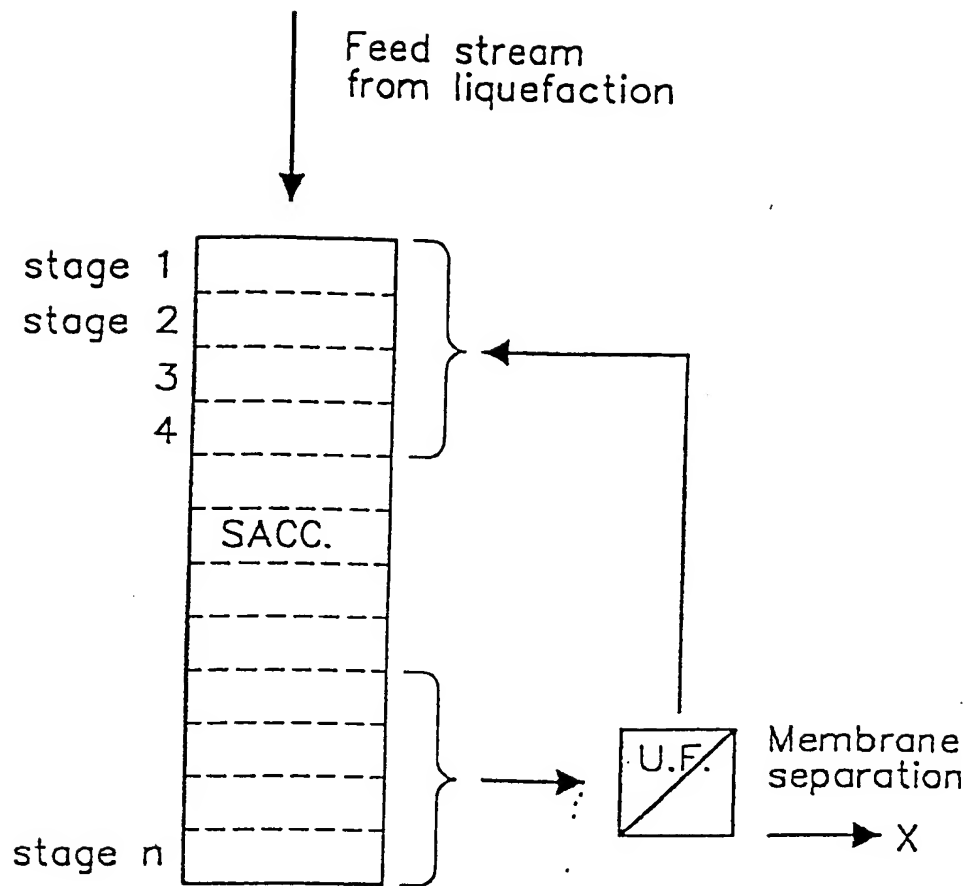 Feed stream
from liquefaction
stage 1
stage 2
3
4
SACC.
U.F.
Membrane
separation
X
stage n